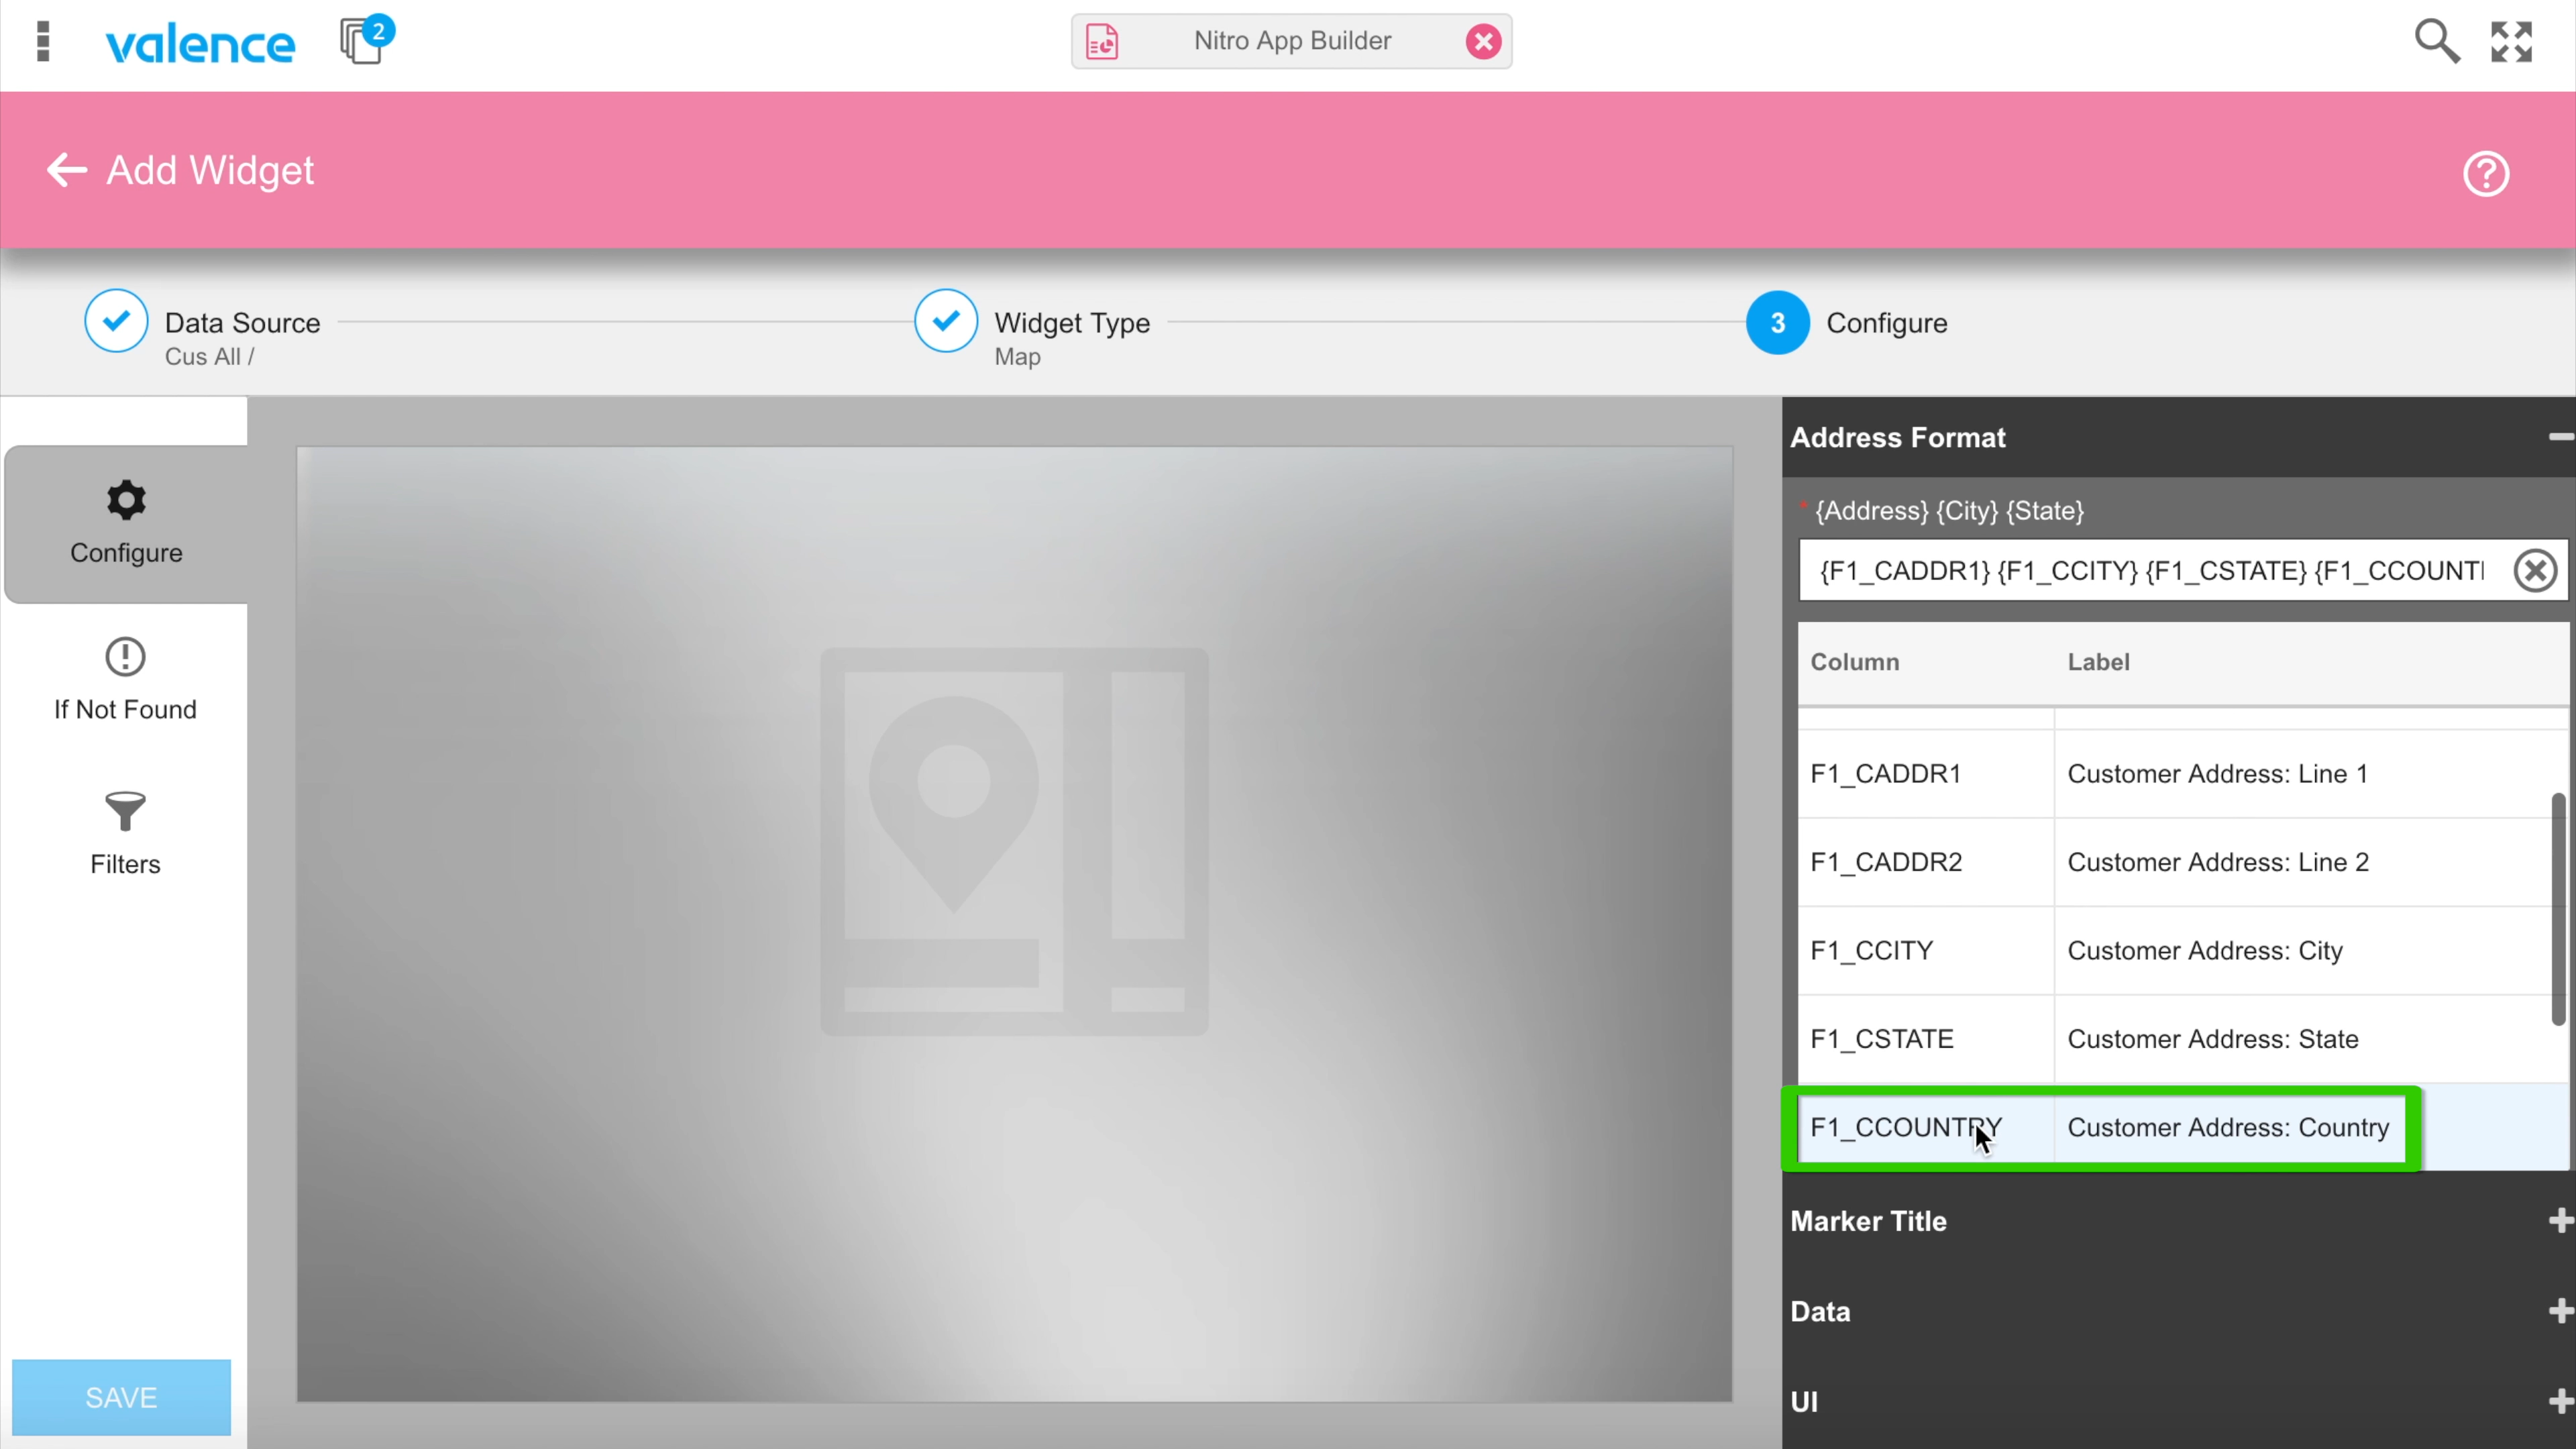 valence
2
Nitro App Builder
Add Widget
Data Source
Cus All /
Widget Type
Map
3
Configure
Configure
If Not Found
Filters
SAVE
Address Format
* {Address} {City} {State}
{F1_CADDR1} {F1_CCITY} {F1_CSTATE} {F1_CCOUNT
Column Label
F1_CADDR1 Customer Address: Line 1
F1_CADDR2 Customer Address: Line 2
F1_CCITY Customer Address: City
F1_CSTATE Customer Address: State
F1_CCOUNTRY Customer Address: Country
Marker Title
Data
UI